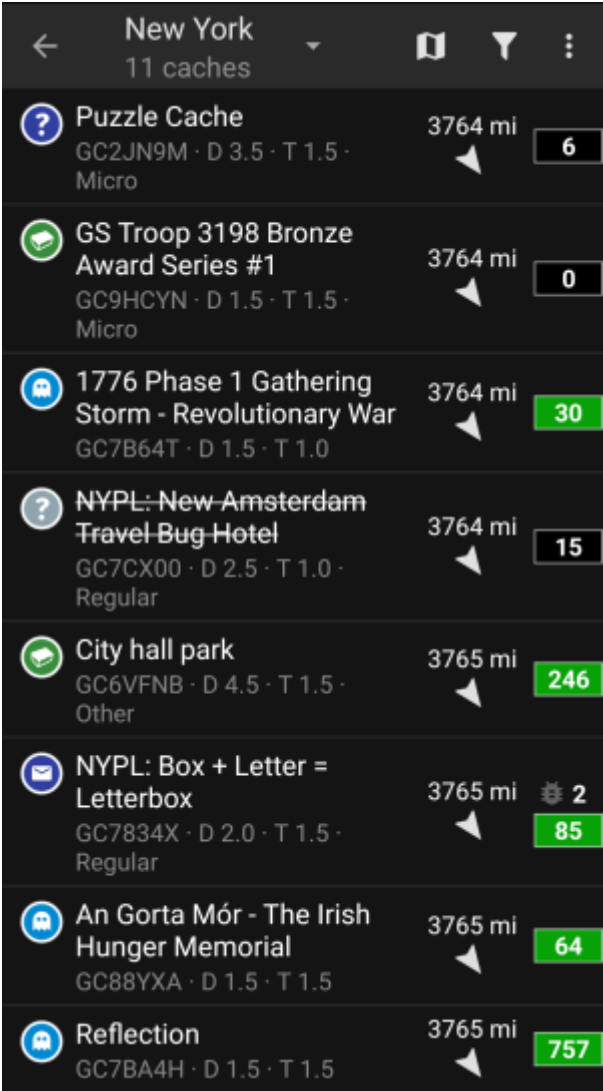 New York
11 caches
Puzzle Cache
3764 mi
6
GC2JN9M · D 3.5 · T 1.5 ·
Micro
GS Troop 3198 Bronze
Award Series #1
3764 mi
0
GC9HCYN · D 1.5 · T 1.5 ·
Micro
1776 Phase 1 Gathering
Storm - Revolutionary War
3764 mi
30
GC7B64T · D 1.5 · T 1.0
NYPL: New Amsterdam
Travel Bug Hotel
3764 mi
15
GC7CX00 · D 2.5 · T 1.0 ·
Regular
City hall park
3765 mi
246
GC6VFNB · D 4.5 · T 1.5 ·
Other
NYPL: Box + Letter =
Letterbox
3765 mi
2
85
GC7834X · D 2.0 · T 1.5 ·
Regular
An Gorta Mór - The Irish
Hunger Memorial
3765 mi
64
GC88YXA · D 1.5 · T 1.5
Reflection
3765 mi
757
GC7BA4H · D 1.5 · T 1.5